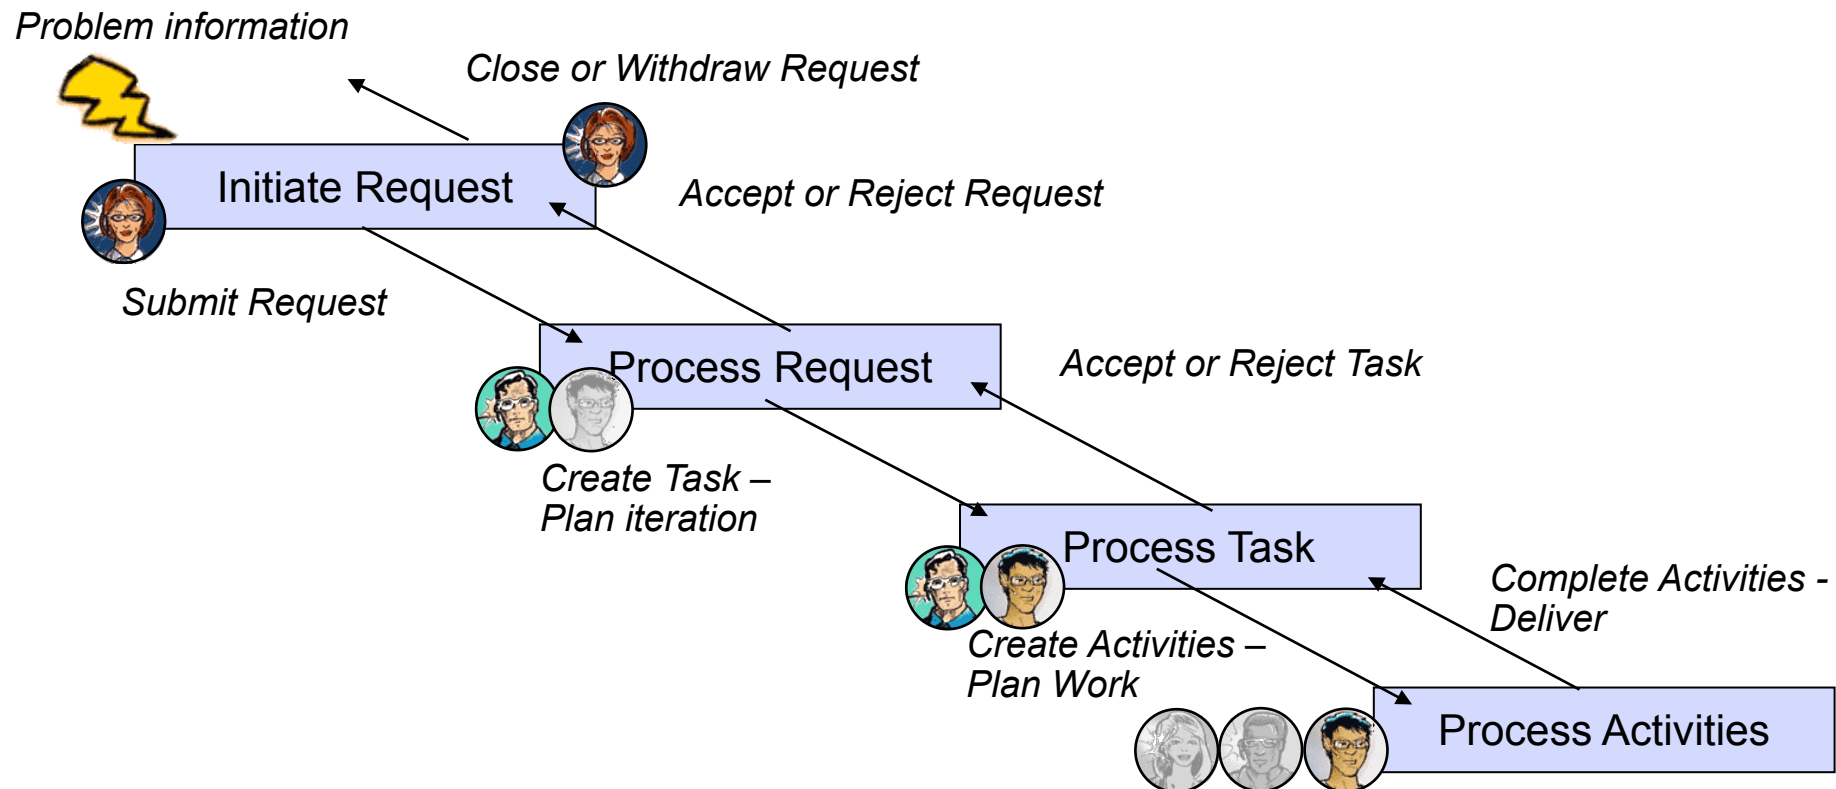 Problem information
Close or Withdraw Request
Initiate Request
Accept or Reject Request
Submit Request
Process Request
Accept or Reject Task
Create Task –
Plan iteration
Process Task
Complete Activities -
Deliver
Create Activities –
Plan Work
Process Activities